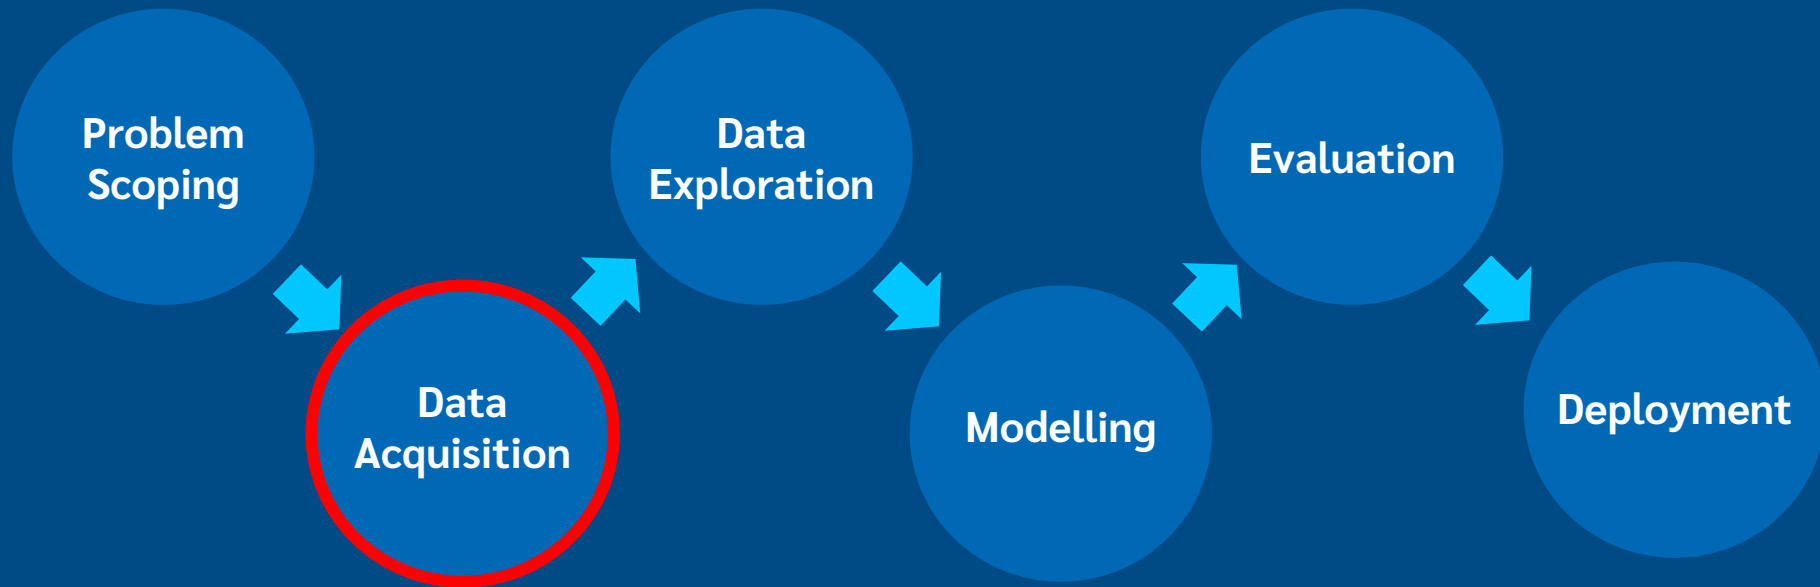 Problem
Scoping
Data
Acquisition
Data
Exploration
Modelling
Evaluation
Deployment